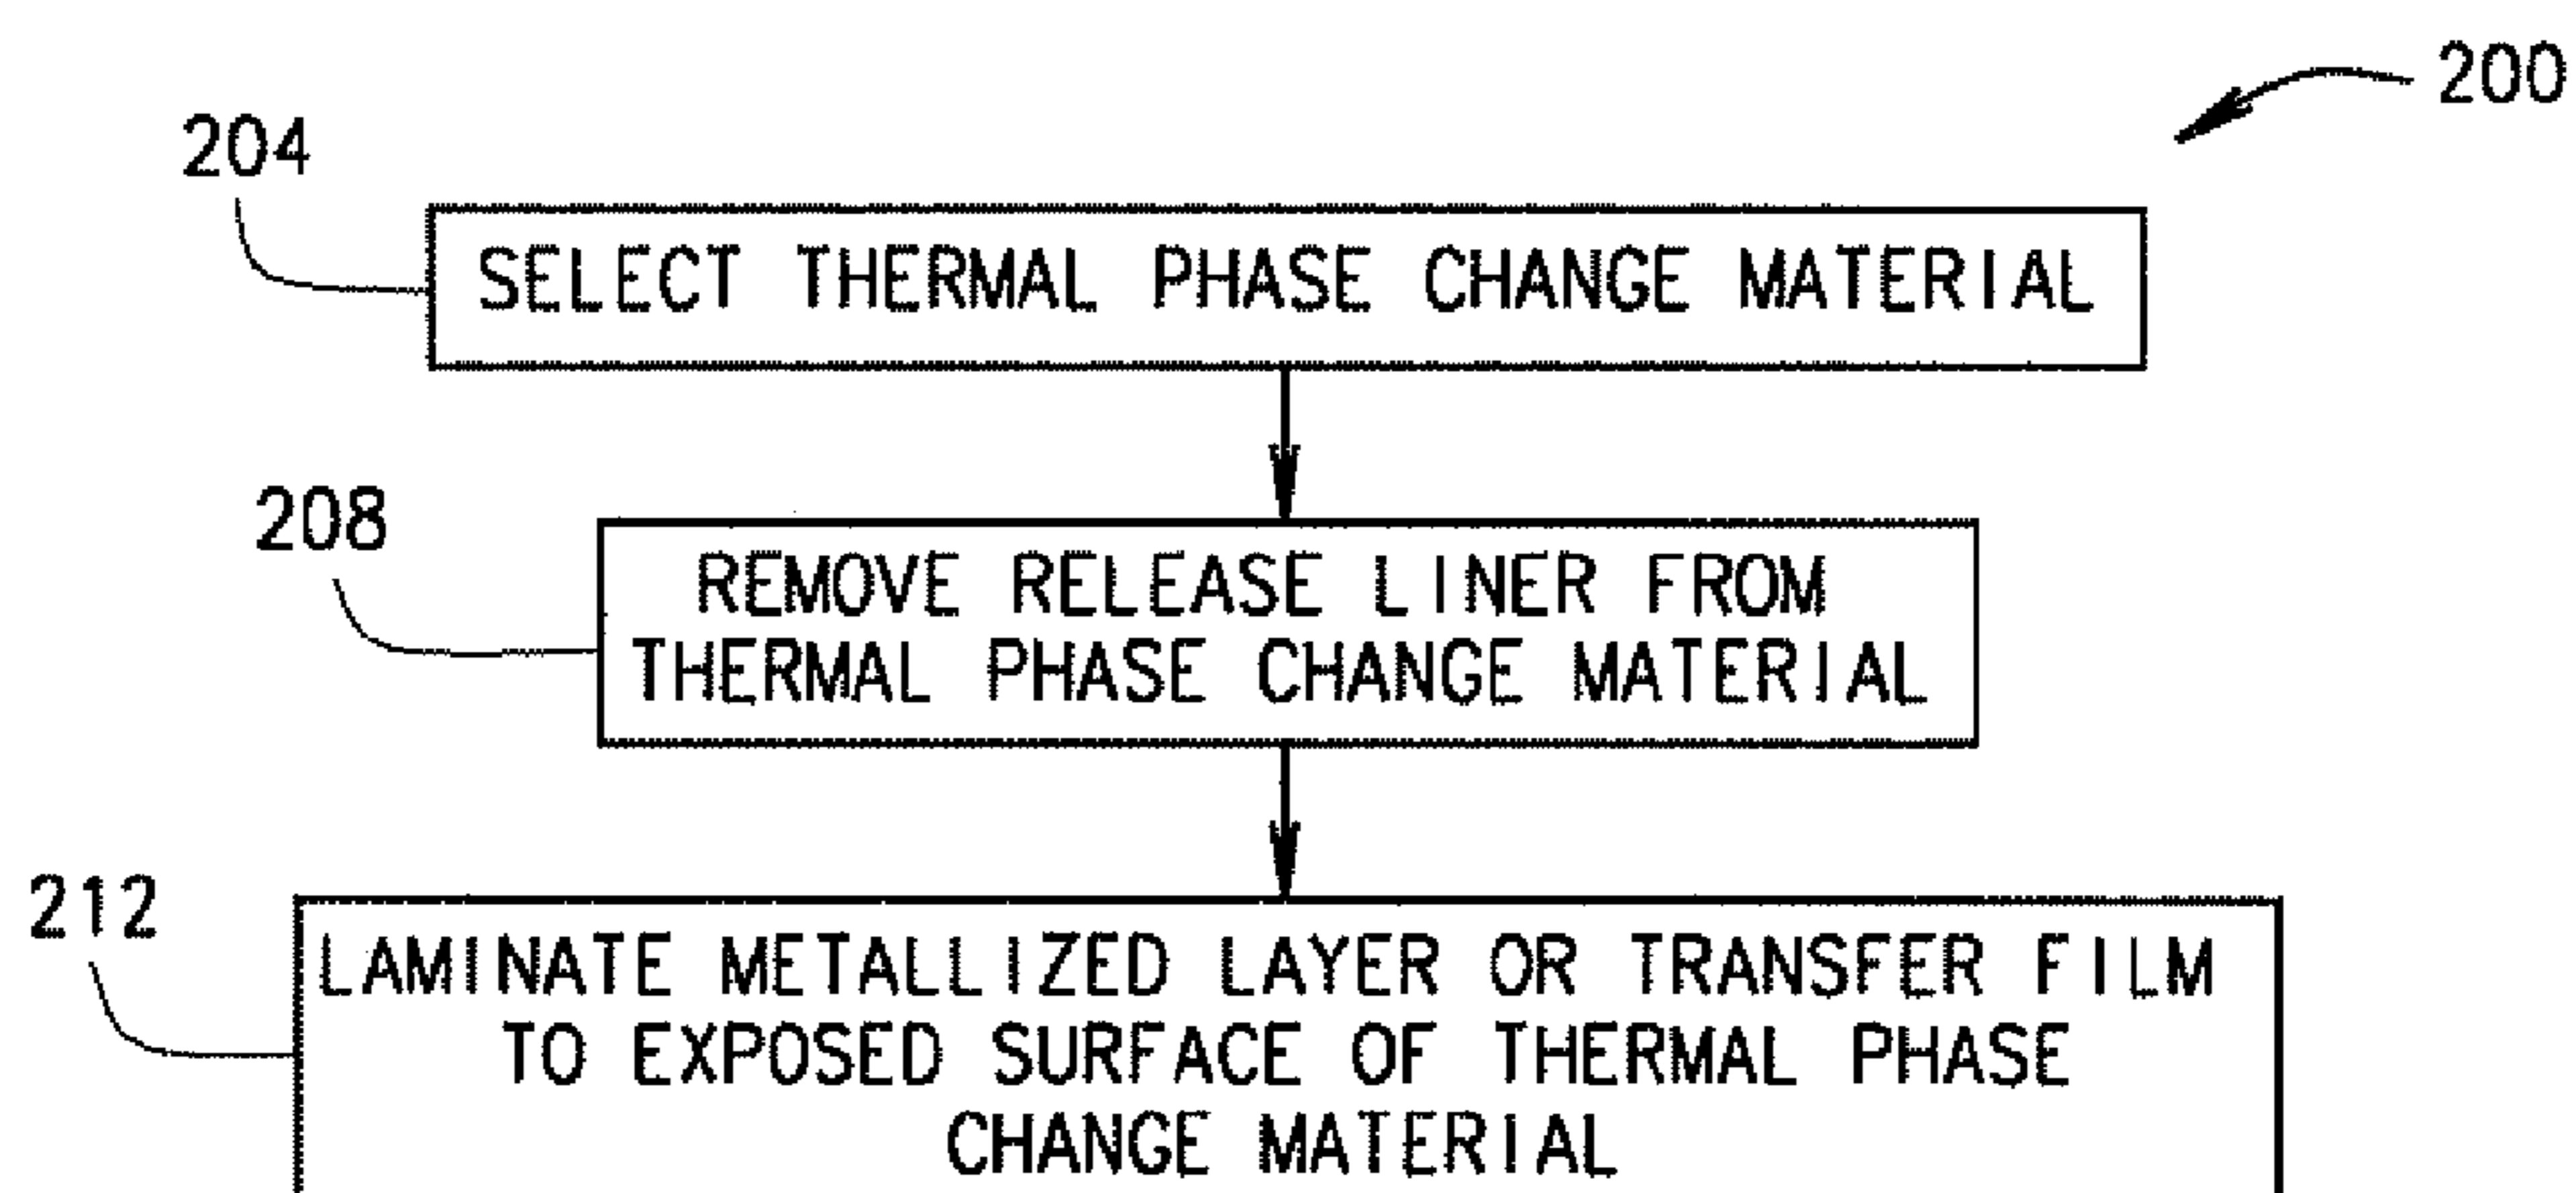 200
204
SELECT THERMAL PHASE CHANGE MATERIAL
208
REMOVE RELEASE LINER FROM
THERMAL PHASE CHANGE MATERIAL
212
LAMINATE METALLIZED LAYER OR TRANSFER FILM
TO EXPOSED SURFACE OF THERMAL PHASE
CHANGE MATERIAL